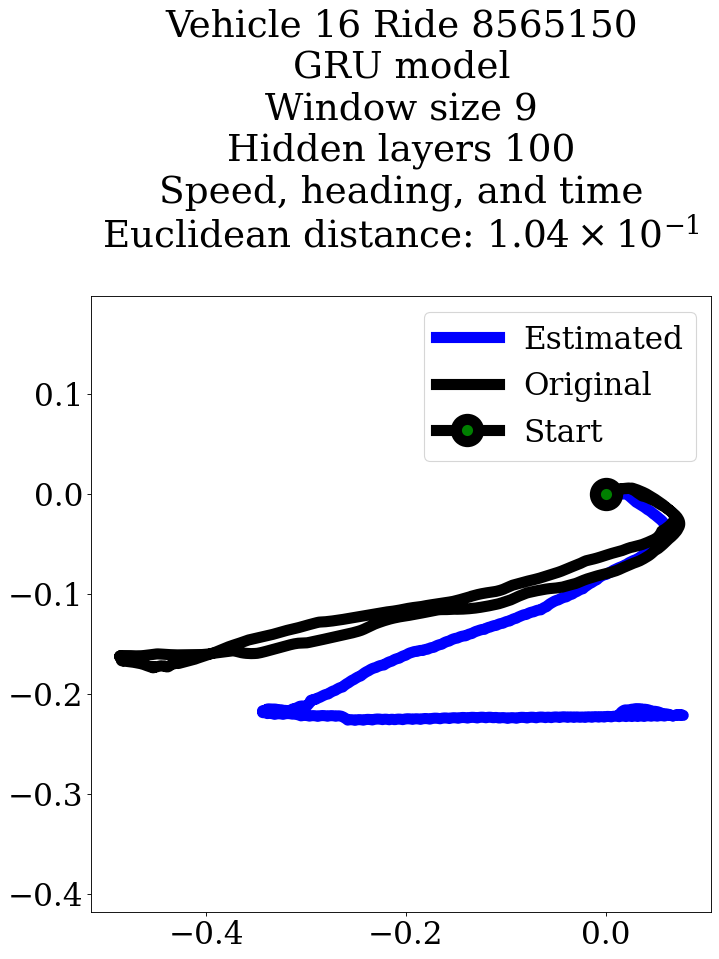 Vehicle 16 Ride 8565150
GRU model
Window size 9
Hidden layers 100
Speed, heading, and time
Euclidean distance: 1.04 × 10⁻¹
Estimated
Original
Start
0.1
0.0
−0.1
−0.2
−0.3
−0.4
−0.4 −0.2 0.0